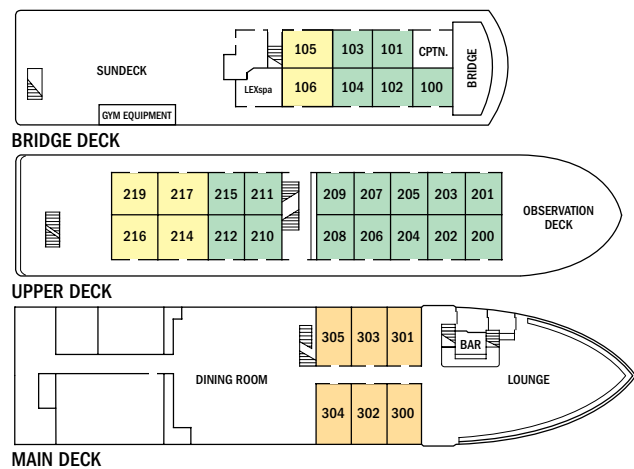 105 103 101 CPTN.
SUNDECK
BRIDGE
LEXspa 106 104 102 100
GYM EQUIPMENT
BRIDGE DECK
219 217 215 211 209 207 205 203 201
OBSERVATION
DECK
216 214 212 210 208 206 204 202 200
UPPER DECK
305 303 301
BAR
DINING ROOM
LOUNGE
304 302 300
MAIN DECK